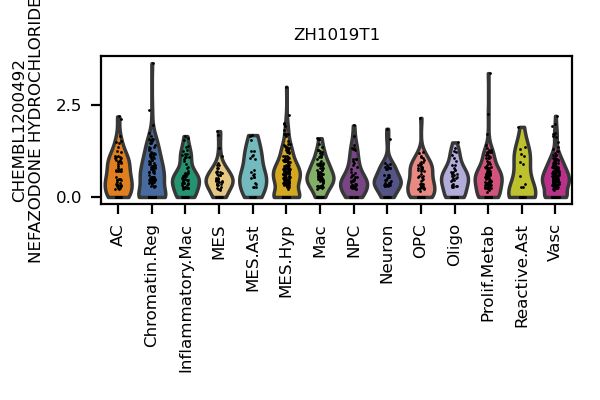 ZH1019T1
CHEMBL1200492
NEFAZODONE HYDROCHLORIDE
2.5
0.0
AC
Chromatin.Reg
Inflammatory.Mac
MES
MES.Ast
MES.Hyp
Mac
NPC
Neuron
OPC
Oligo
Prolif.Metab
Reactive.Ast
Vasc